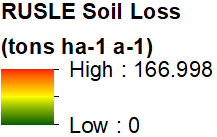 RUSLE Soil Loss
(tons ha-1 a-1)
High : 166.998
Low : 0